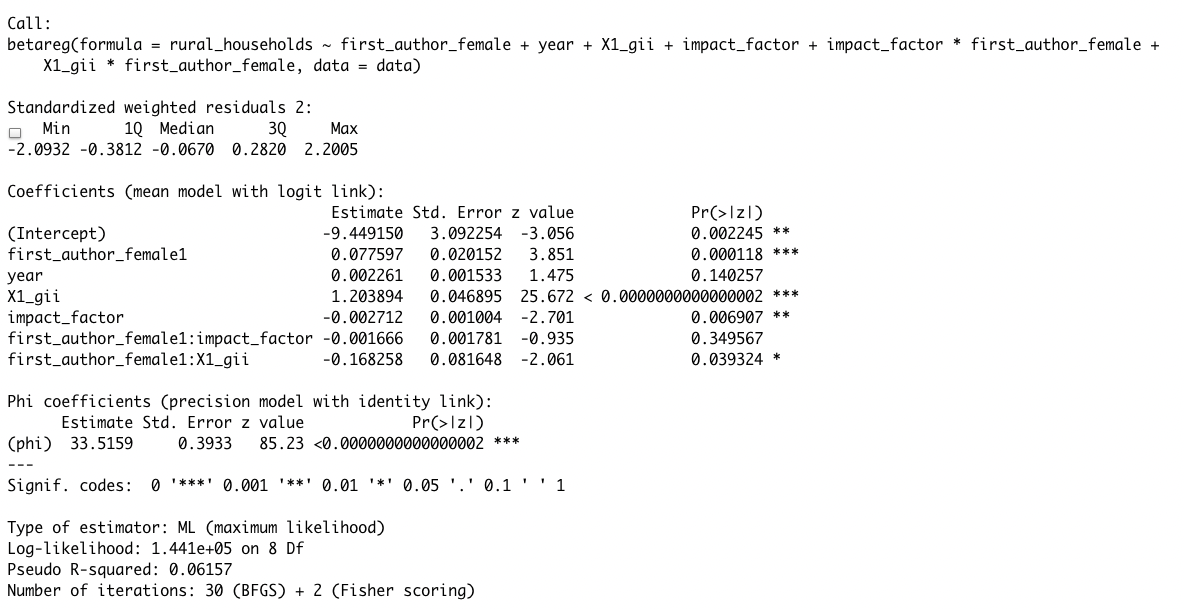 Call:
betareg(formula = rural_households ~ first_author_female + year + X1_gii + impact_factor + impact_factor * first_author_female +
    X1_gii * first_author_female, data = data)

Standardized weighted residuals 2:
    Min      1Q  Median      3Q     Max
-2.0932 -0.3812 -0.0670  0.2820  2.2005

Coefficients (mean model with logit link):
                                   Estimate Std. Error z value             Pr(>|z|)
(Intercept)                       -9.449150   3.092254  -3.056             0.002245 **
first_author_female1               0.077597   0.020152   3.851             0.000118 ***
year                               0.002261   0.001533   1.475             0.140257
X1_gii                             1.203894   0.046895  25.672 < 0.0000000000000002 ***
impact_factor                     -0.002712   0.001004  -2.701             0.006907 **
first_author_female1:impact_factor -0.001666   0.001781  -0.935             0.349567
first_author_female1:X1_gii       -0.168258   0.081648  -2.061             0.039324 *

Phi coefficients (precision model with identity link):
      Estimate Std. Error z value            Pr(>|z|)
(phi)  33.5159     0.3933   85.23 <0.0000000000000002 ***
---
Signif. codes:  0 '***' 0.001 '**' 0.01 '*' 0.05 '.' 0.1 ' ' 1

Type of estimator: ML (maximum likelihood)
Log-likelihood: 1.441e+05 on 8 Df
Pseudo R-squared: 0.06157
Number of iterations: 30 (BFGS) + 2 (Fisher scoring)